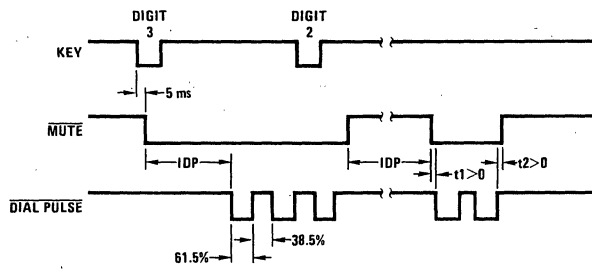 DIGIT 3
DIGIT 2
KEY
5 ms
MUTE
IDP
IDP
t1>0
t2>0
DIAL PULSE
38.5%
61.5%